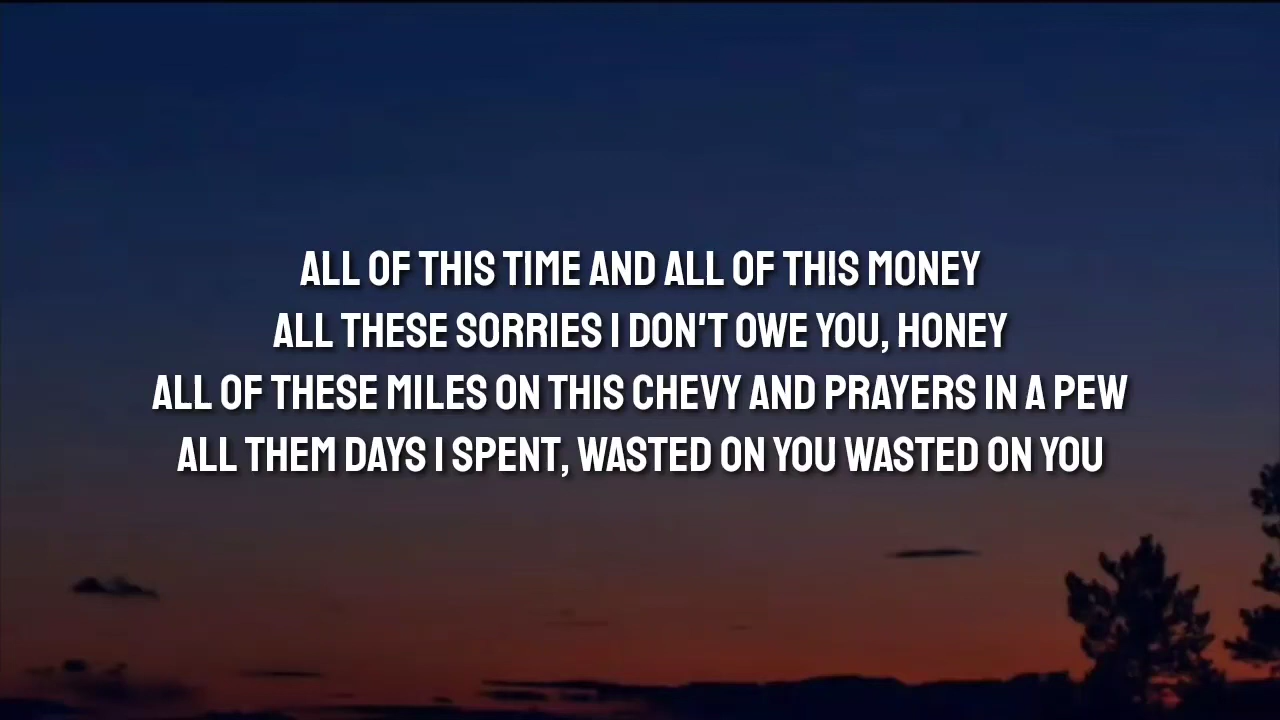 ALL OF THIS TIME AND ALL OF THIS MONEY
ALL THESE SORRIES I DON'T OWE YOU, HONEY
ALL OF THESE MILES ON THIS CHEVY AND PRAYERS IN A PEW
ALL THEM DAYS I SPENT, WASTED ON YOU WASTED ON YOU